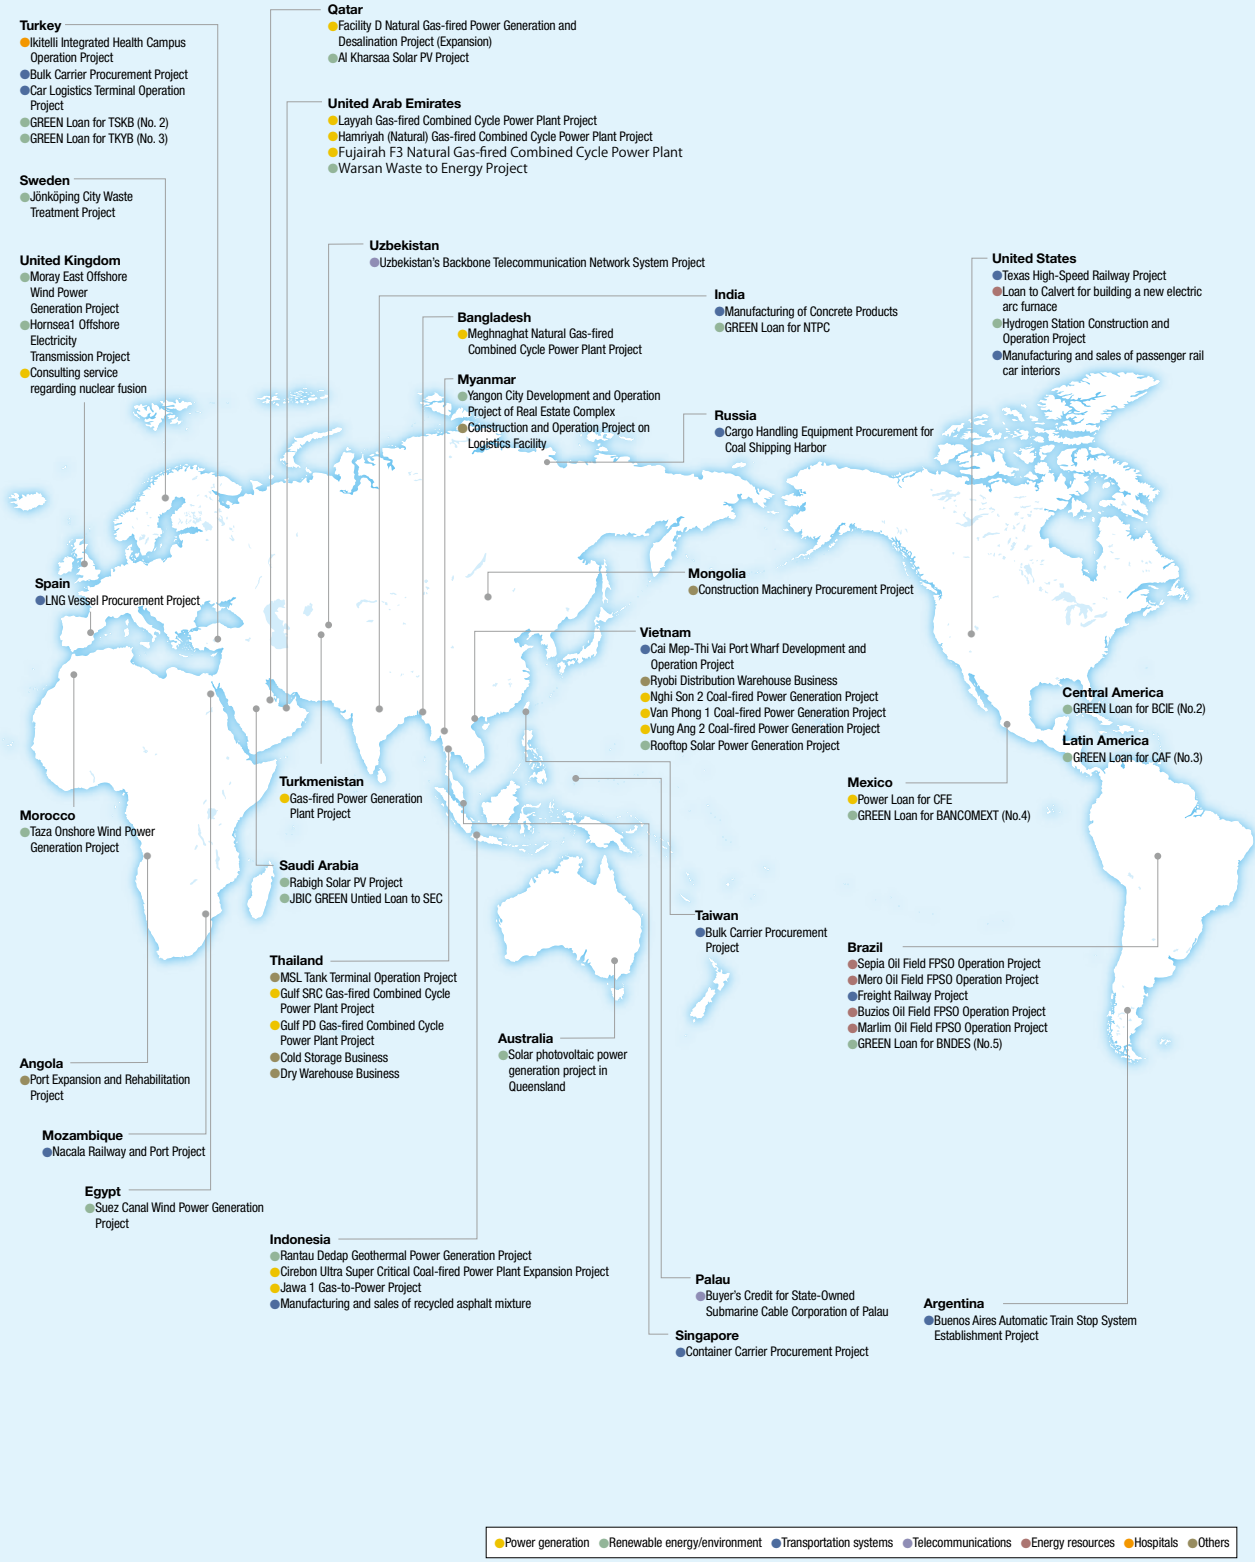 Turkey
Ikitelli Integrated Health Campus
Operation Project
Bulk Carrier Procurement Project
Car Logistics Terminal Operation
Project
GREEN Loan for TSKB (No. 2)
GREEN Loan for TKYB (No. 3)
Sweden
Jönköping City Waste
Treatment Project
United Kingdom
Moray East Offshore
Wind Power
Generation Project
Hornsea1 Offshore
Electricity
Transmission Project
Consulting service
regarding nuclear fusion
Qatar
Facility D Natural Gas-fired Power Generation and
Desalination Project (Expansion)
Al Kharsaa Solar PV Project
United Arab Emirates
Layyah Gas-fired Combined Cycle Power Plant Project
Hamriyah (Natural) Gas-fired Combined Cycle Power Plant Project
Fujairah F3 Natural Gas-fired Combined Cycle Power Plant
Warsan Waste to Energy Project
Uzbekistan
Uzbekistan's Backbone Telecommunication Network System Project
India
Manufacturing of Concrete Products
GREEN Loan for NTPC
Bangladesh
Meghnaghat Natural Gas-fired
Combined Cycle Power Plant Project
Myanmar
Yangon City Development and Operation
Project of Real Estate Complex
Construction and Operation Project on
Logistics Facility
Russia
Cargo Handling Equipment Procurement for
Coal Shipping Harbor
United States
Texas High-Speed Railway Project
Loan to Calvert for building a new electric
arc furnace
Hydrogen Station Construction and
Operation Project
Manufacturing and sales of passenger rail
car interiors
Spain
LNG Vessel Procurement Project
Mongolia
Construction Machinery Procurement Project
Vietnam
Cai Mep-Thi Vai Port Wharf Development and
Operation Project
Ryobi Distribution Warehouse Business
Nghi Son 2 Coal-fired Power Generation Project
Van Phong 1 Coal-fired Power Generation Project
Vung Ang 2 Coal-fired Power Generation Project
Rooftop Solar Power Generation Project
Central America
GREEN Loan for BCIE (No.2)
Latin America
GREEN Loan for CAF (No.3)
Mexico
Power Loan for CFE
GREEN Loan for BANCOMEXT (No.4)
Turkmenistan
Gas-fired Power Generation
Plant Project
Morocco
Taza Onshore Wind Power
Generation Project
Saudi Arabia
Rabigh Solar PV Project
JBIC GREEN Untied Loan to SEC
Taiwan
Bulk Carrier Procurement
Project
Brazil
Sepia Oil Field FPSO Operation Project
Mero Oil Field FPSO Operation Project
Freight Railway Project
Buzios Oil Field FPSO Operation Project
Marlim Oil Field FPSO Operation Project
GREEN Loan for BNDES (No.5)
Thailand
MSL Tank Terminal Operation Project
Gulf SRC Gas-fired Combined Cycle
Power Plant Project
Gulf PD Gas-fired Combined Cycle
Power Plant Project
Cold Storage Business
Dry Warehouse Business
Australia
Solar photovoltaic power
generation project in
Queensland
Angola
Port Expansion and Rehabilitation
Project
Mozambique
Nacala Railway and Port Project
Egypt
Suez Canal Wind Power Generation
Project
Indonesia
Rantau Dedap Geothermal Power Generation Project
Cirebon Ultra Super Critical Coal-fired Power Plant Expansion Project
Jawa 1 Gas-to-Power Project
Manufacturing and sales of recycled asphalt mixture
Palau
Buyer's Credit for State-Owned
Submarine Cable Corporation of Palau
Singapore
Container Carrier Procurement Project
Argentina
Buenos Aires Automatic Train Stop System
Establishment Project
Power generation Renewable energy/environment Transportation systems Telecommunications Energy resources Hospitals Others